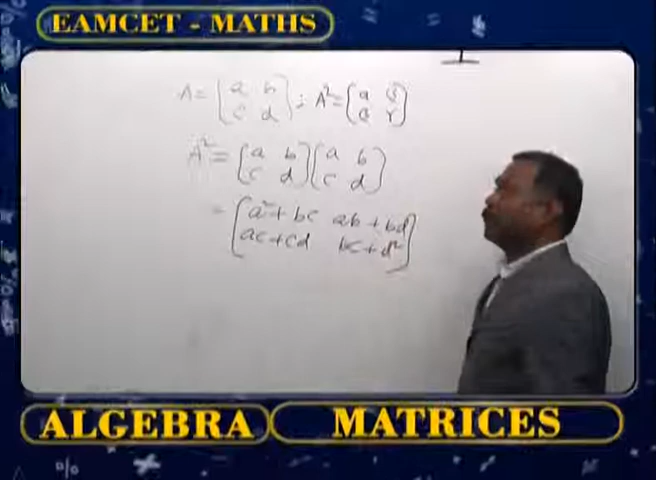 EAMCET - MATHS
A = [a b c d] ; A² = [
A² = [a b c d] [a b c d]
= [a² + bc ab + bd
ac + cd bc + d²]
ALGEBRA MATRICES